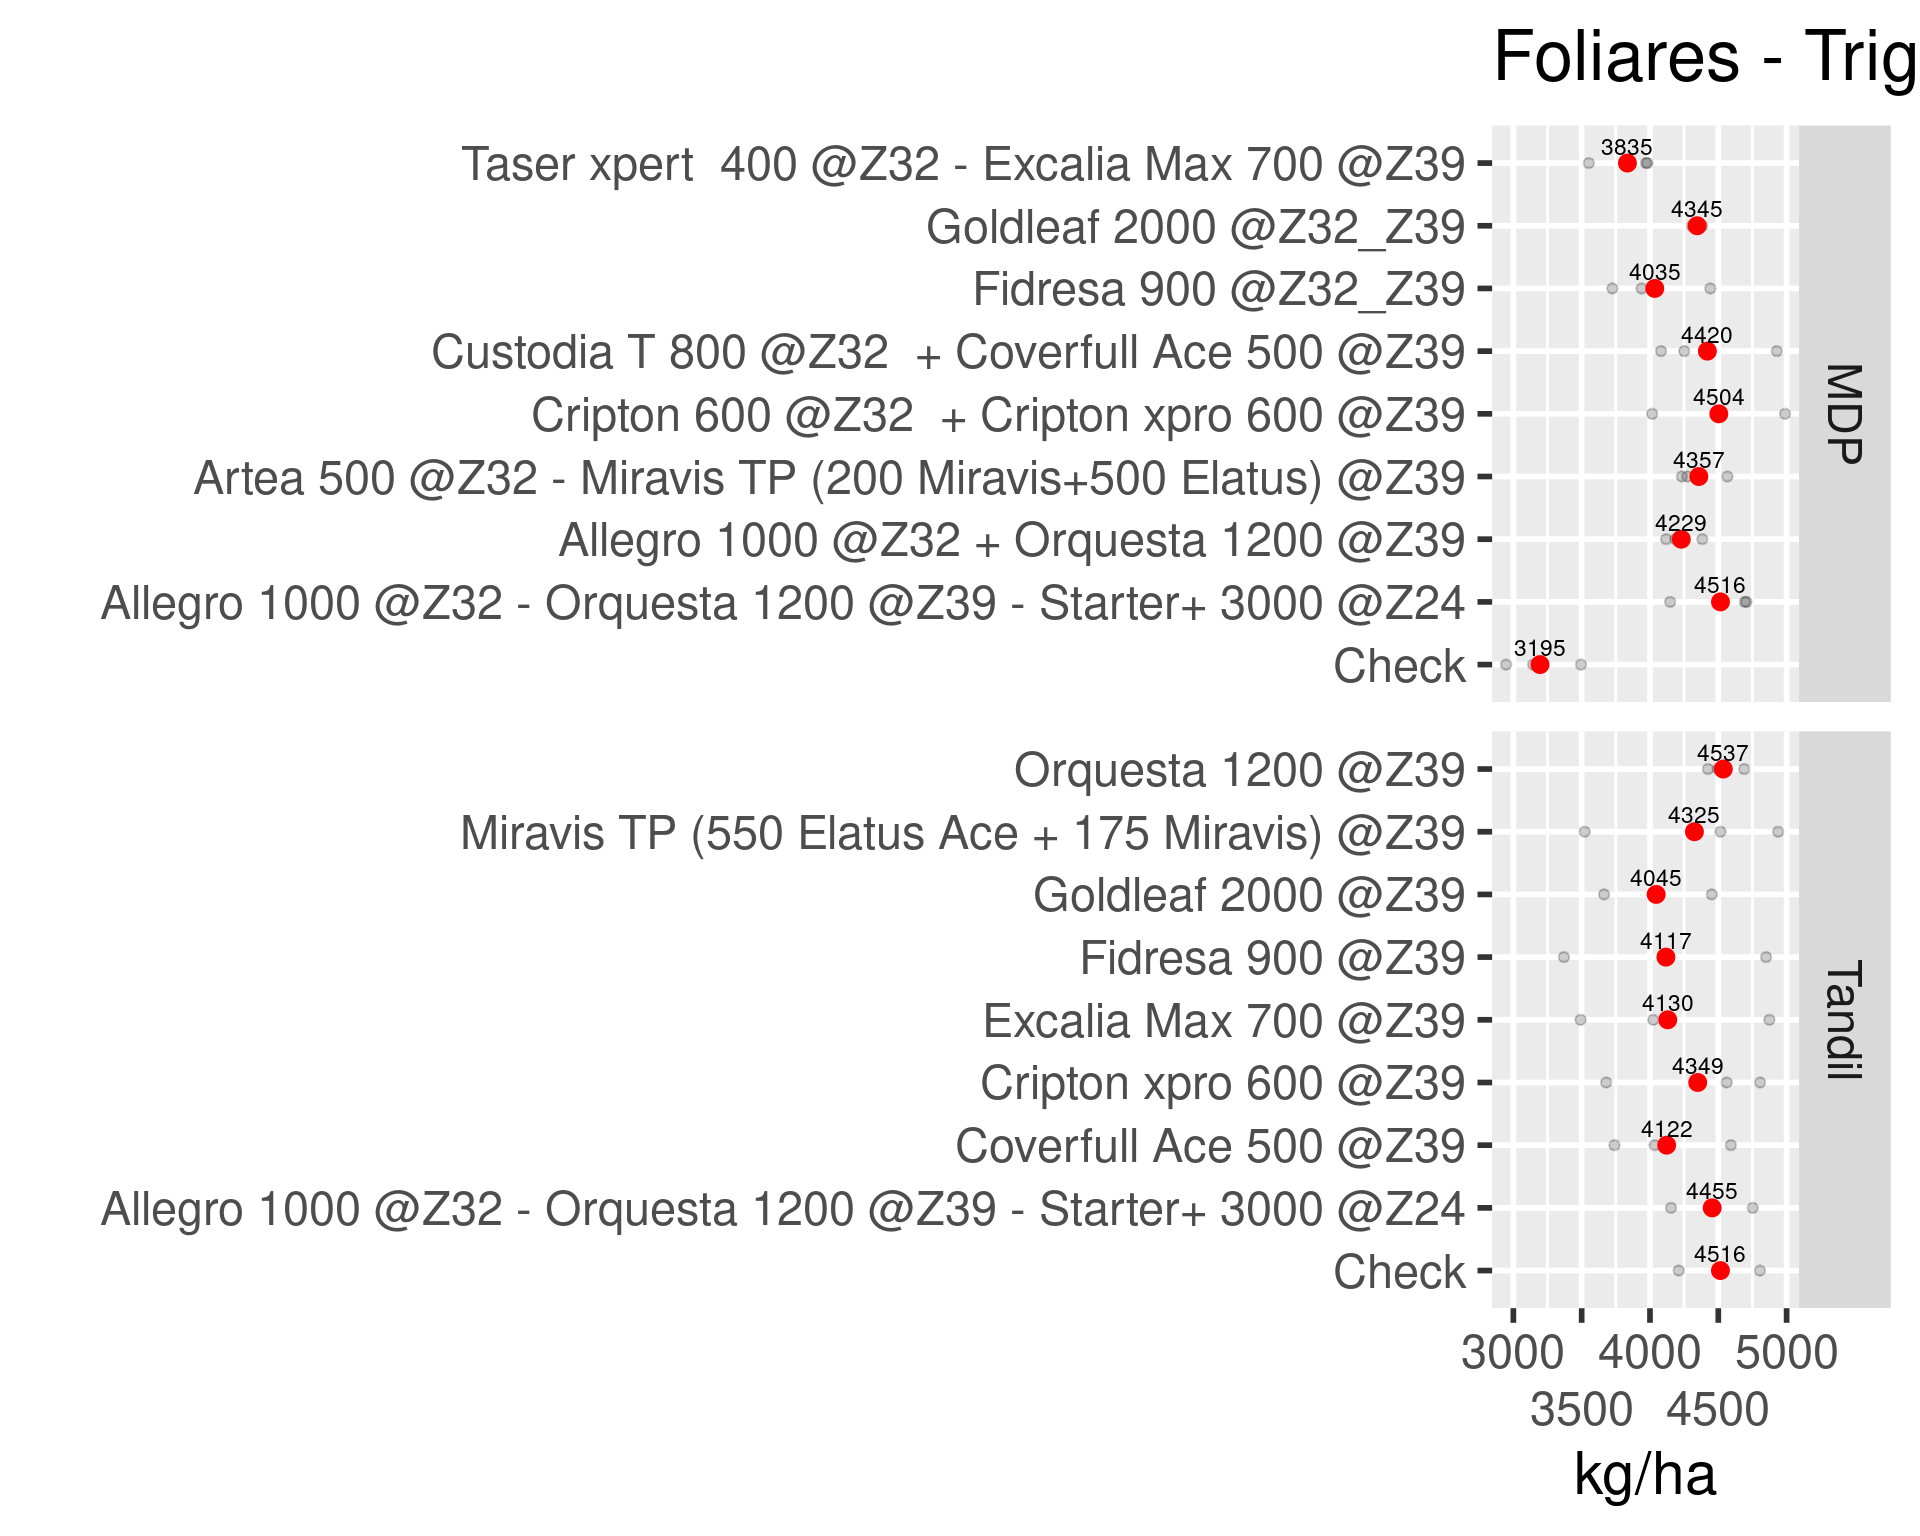 Foliares - Trig
Taser xpert  400 @Z32 - Excalia Max 700 @Z39
3835
Goldleaf 2000 @Z32_Z39
4345
Fidresa 900 @Z32_Z39
4035
Custodia T 800 @Z32  + Coverfull Ace 500 @Z39
4420
Cripton 600 @Z32  + Cripton xpro 600 @Z39
4504
Artea 500 @Z32 - Miravis TP (200 Miravis+500 Elatus) @Z39
4357
Allegro 1000 @Z32 + Orquesta 1200 @Z39
4229
Allegro 1000 @Z32 - Orquesta 1200 @Z39 - Starter+ 3000 @Z24
4516
Check
3195
MDP
Orquesta 1200 @Z39
4537
Miravis TP (550 Elatus Ace + 175 Miravis) @Z39
4325
Goldleaf 2000 @Z39
4045
Fidresa 900 @Z39
4117
Excalia Max 700 @Z39
4130
Cripton xpro 600 @Z39
4349
Coverfull Ace 500 @Z39
4122
Allegro 1000 @Z32 - Orquesta 1200 @Z39 - Starter+ 3000 @Z24
4455
Check
4516
Tandil
3000 4000 5000
3500 4500
kg/ha